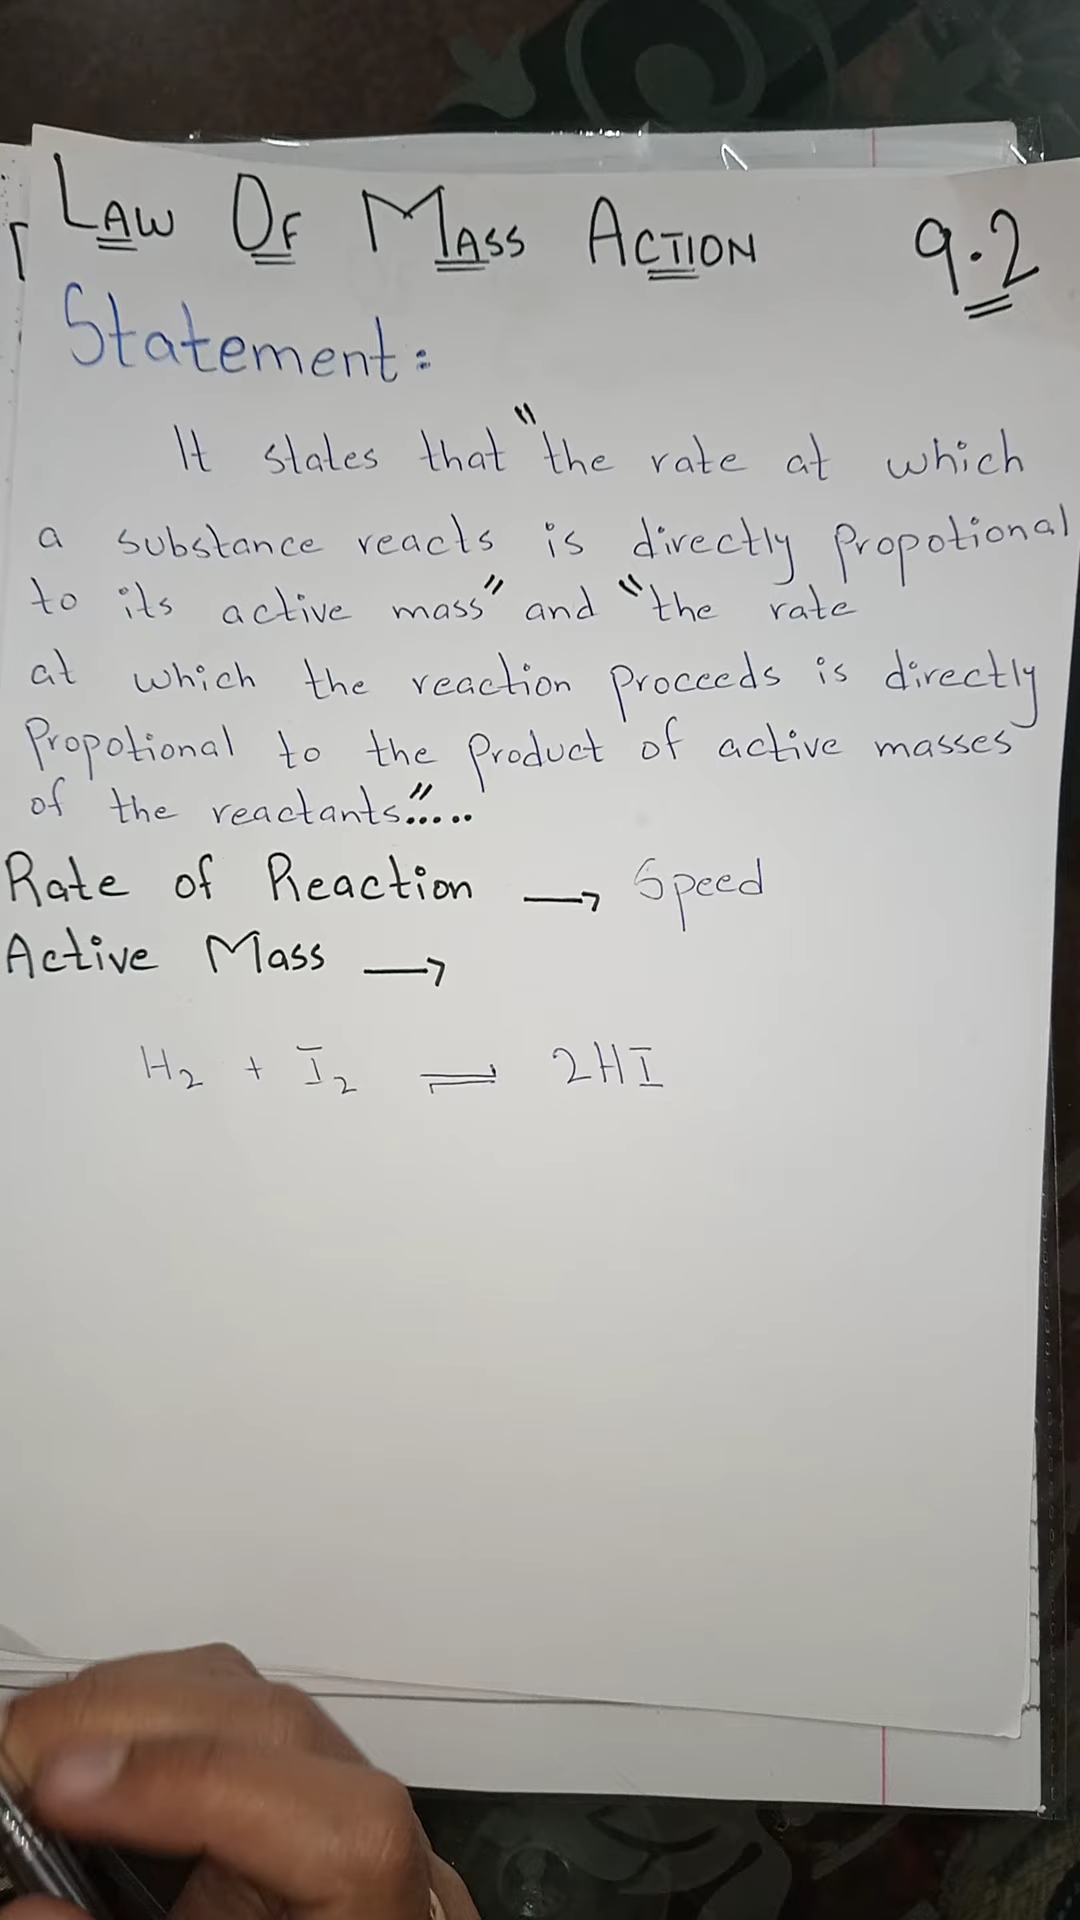 LAW OF MASS ACTION 9.2
Statement:
It states that "the rate at which
a substance reacts is directly Propotional
to its active mass" and "the rate
at which the reaction Proceeds is directly
Propotional to the Product of active masses
of the reactants".....
Rate of Reaction → Speed
Active Mass →
H₂ + I₂ ⇌ 2HI